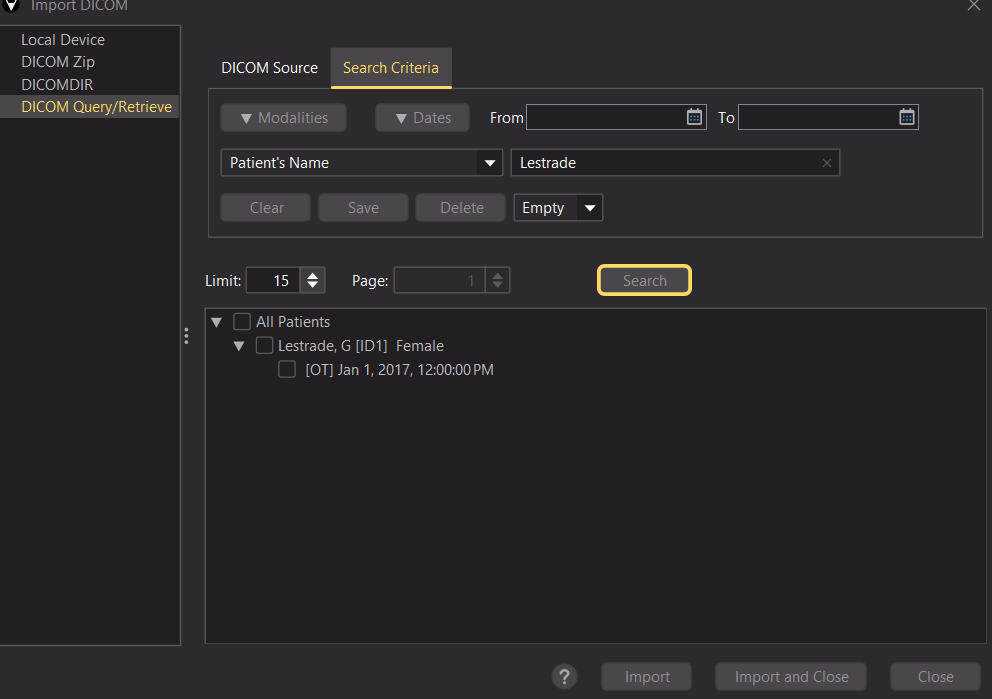 Import DICOM
Local Device
DICOM Zip
DICOMDIR
DICOM Query/Retrieve
DICOM Source Search Criteria
▼ Modalities ▼ Dates From To
Patient's Name Lestrade
Clear Save Delete Empty
Limit: 15 Page: 1 Search
All Patients
Lestrade, G [ID1] Female
[OT] Jan 1, 2017, 12:00:00 PM
? Import Import and Close Close